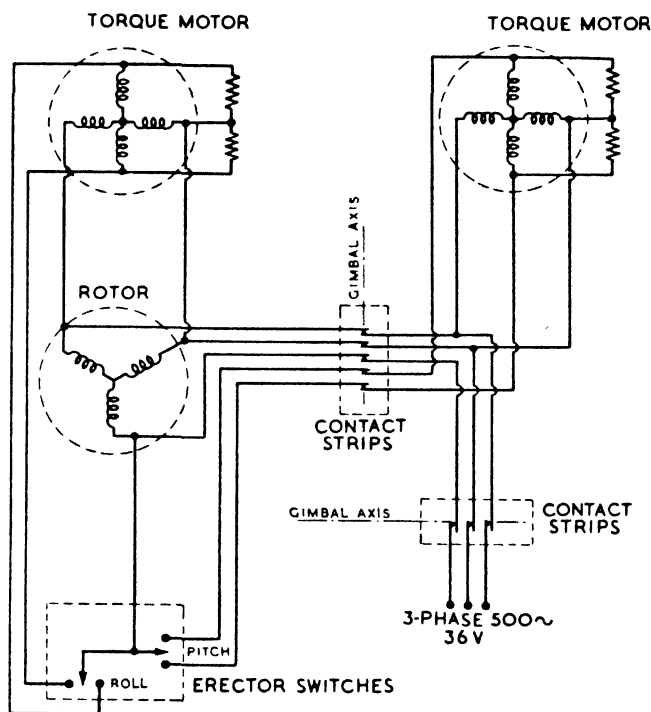 TORQUE MOTOR
TORQUE MOTOR
GIMBAL AXIS
ROTOR
CONTACT
STRIPS
GIMBAL AXIS
CONTACT
STRIPS
3-PHASE 500~
36V
PITCH
ROLL
ERECTOR SWITCHES